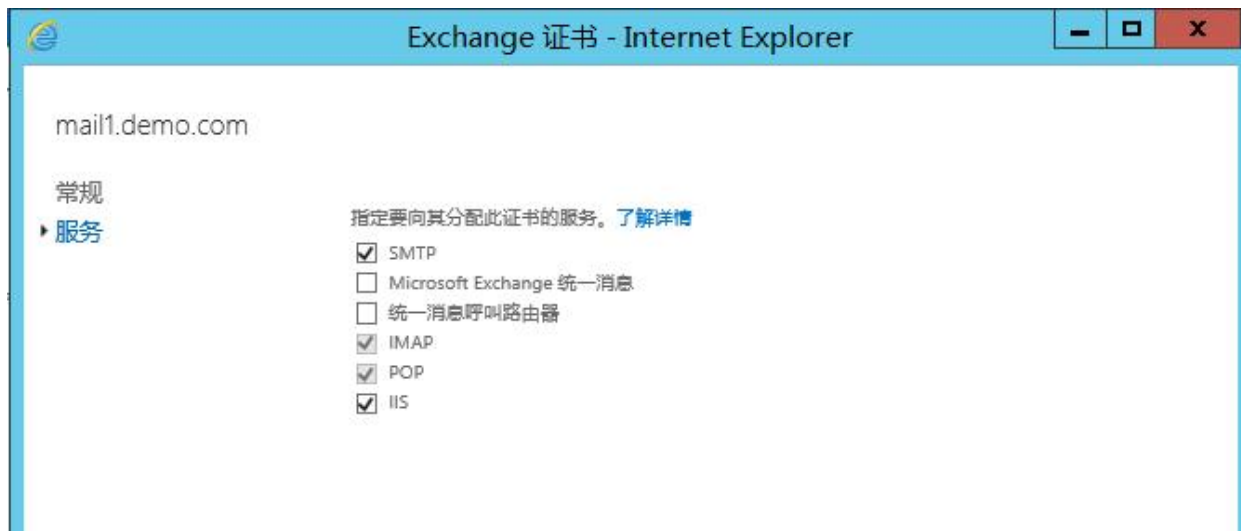 Exchange 证书 - Internet Explorer
mail1.demo.com
常规
服务
指定要向其分配此证书的服务。了解详情
SMTP
Microsoft Exchange 统一消息
统一消息呼叫路由器
IMAP
POP
IIS